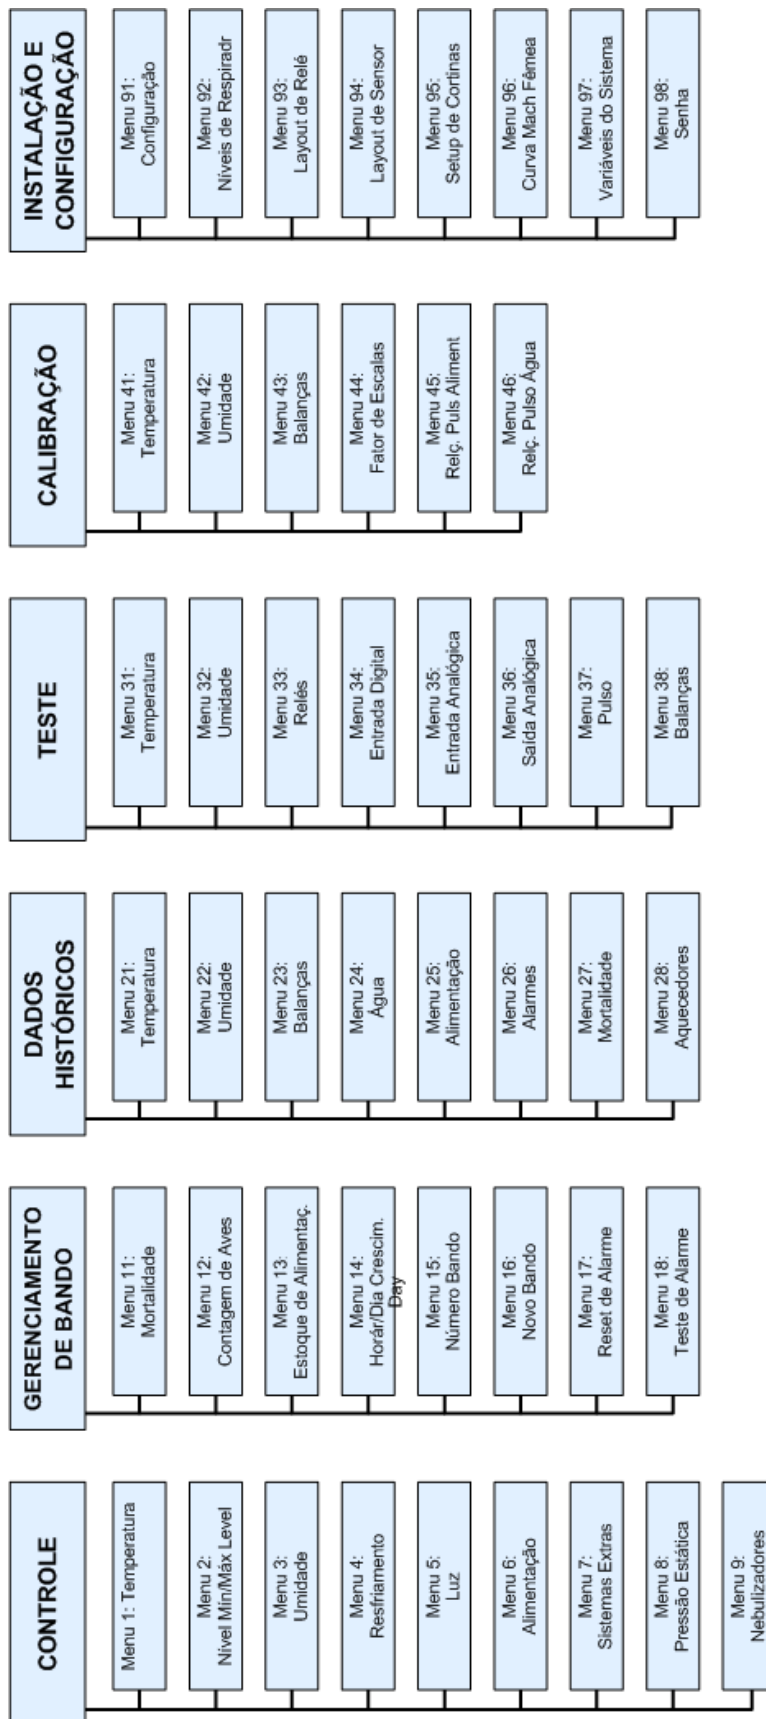 CONTROLE
Menu 1: Temperatura
Menu 2:
Nível Min/Máx Level
Menu 3:
Umidade
Menu 4:
Resfriamento
Menu 5:
Luz
Menu 6:
Alimentação
Menu 7:
Sistemas Extras
Menu 8:
Pressão Estática
Menu 9:
Nebulizadores
GERENCIAMENTO
DE BANDO
Menu 11:
Mortalidade
Menu 12:
Contagem de Aves
Menu 13:
Estoque de Alimentaç.
Menu 14:
Horár/Dia Crescim.
Day
Menu 15:
Número Bando
Menu 16:
Novo Bando
Menu 17:
Reset de Alarme
Menu 18:
Teste de Alarme
DADOS
HISTÓRICOS
Menu 21:
Temperatura
Menu 22:
Umidade
Menu 23:
Balanças
Menu 24:
Água
Menu 25:
Alimentação
Menu 26:
Alarmes
Menu 27:
Mortalidade
Menu 28:
Aquecedores
TESTE
Menu 31:
Temperatura
Menu 32:
Umidade
Menu 33:
Relés
Menu 34:
Entrada Digital
Menu 35:
Entrada Analógica
Menu 36:
Saída Analógica
Menu 37:
Pulso
Menu 38:
Balanças
CALIBRAÇÃO
Menu 41:
Temperatura
Menu 42:
Umidade
Menu 43:
Balanças
Menu 44:
Fator de Escalas
Menu 45:
Relç. Puls Aliment
Menu 46:
Relç. Pulso Água
INSTALAÇÃO E
CONFIGURAÇÃO
Menu 91:
Configuração
Menu 92:
Níveis de Respiradr
Menu 93:
Layout de Relé
Menu 94:
Layout de Sensor
Menu 95:
Setup de Cortinas
Menu 96:
Curva Mach Fêmea
Menu 97:
Variáveis do Sistema
Menu 98:
Senha